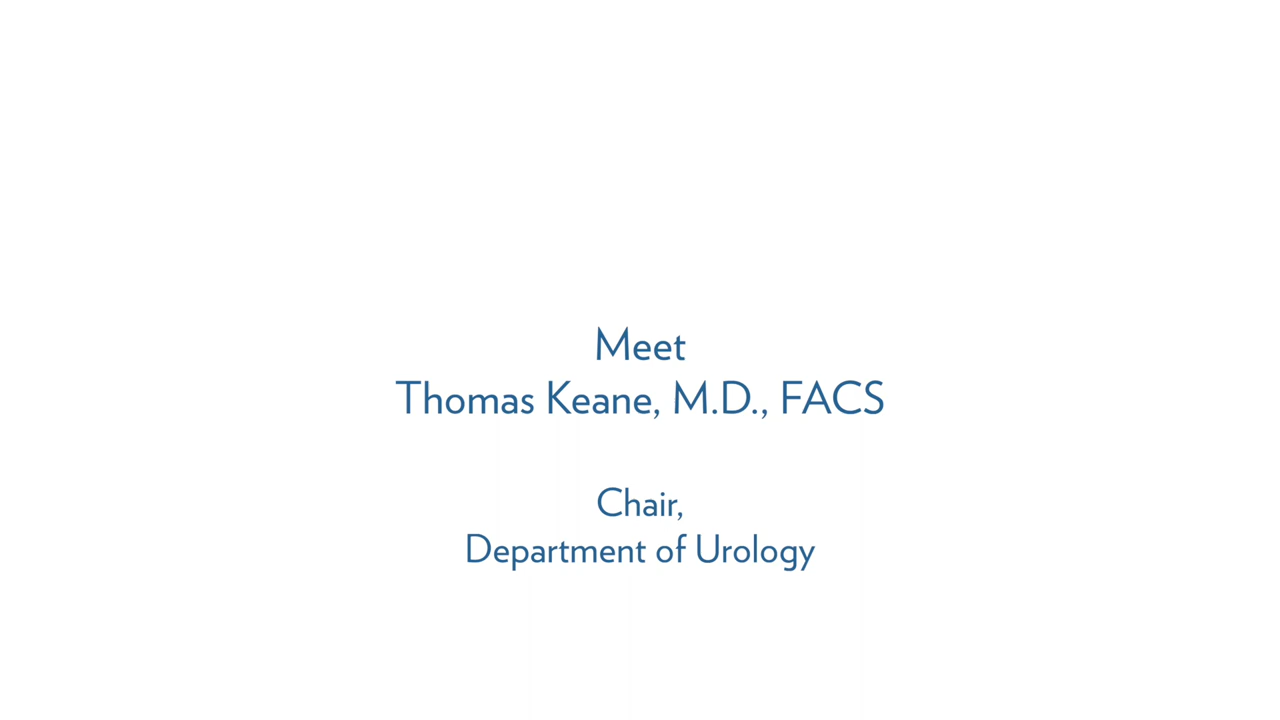 Meet
Thomas Keane, M.D., FACS
Chair,
Department of Urology